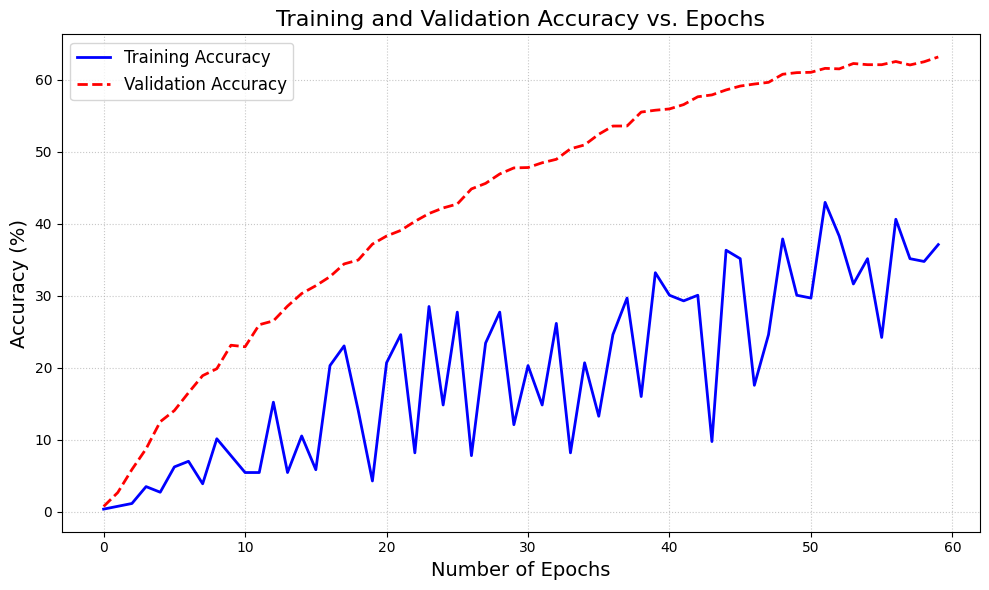 Training and Validation Accuracy vs. Epochs
Training Accuracy
Validation Accuracy
Accuracy (%)
60
50
40
30
20
10
0
0 10 20 30 40 50 60
Number of Epochs